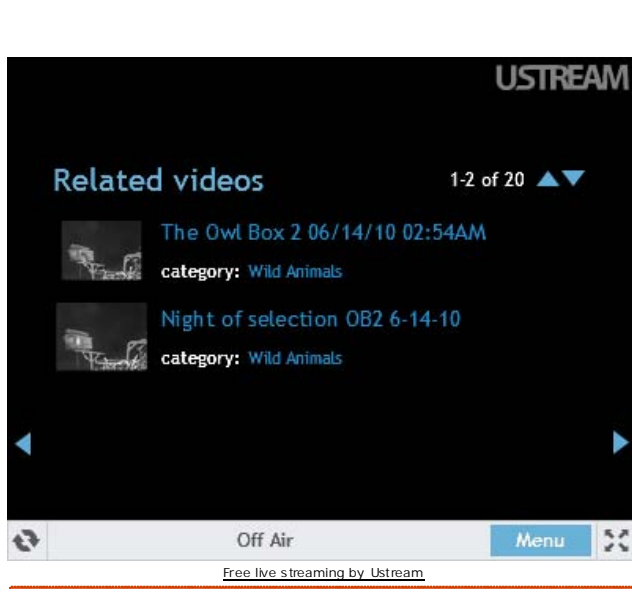 USTREAM
Related videos 1-2 of 20
The Owl Box 2 06/14/10 02:54AM
category: Wild Animals
Night of selection OB2 6-14-10
category: Wild Animals
Off Air Menu
Free live streaming by Ustream